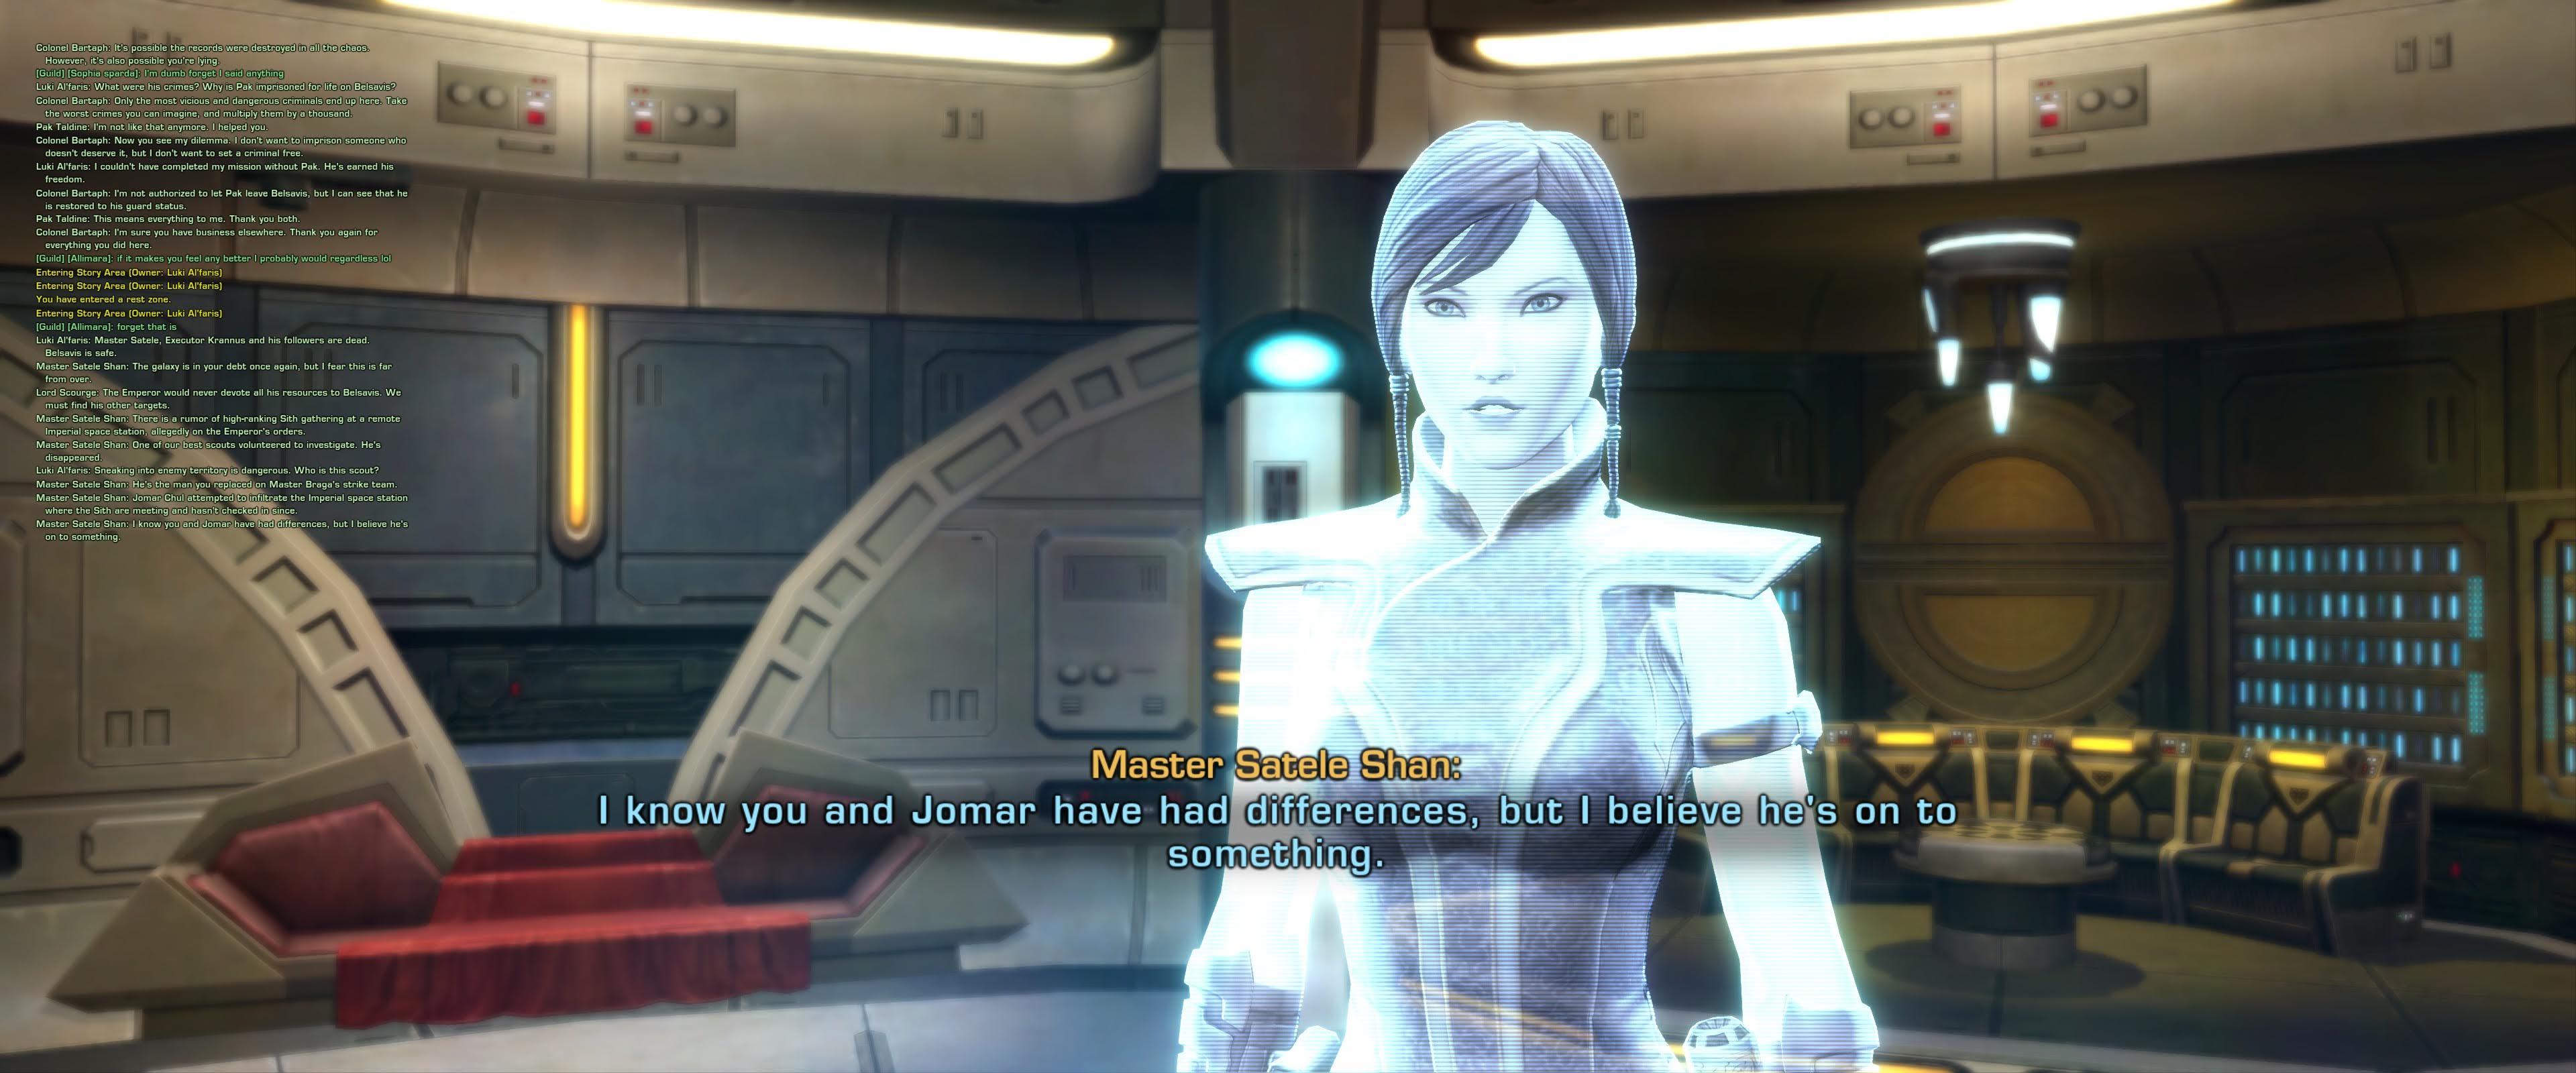 Colonel Bartaph: It's possible the records were destroyed in all the chaos.
However, it's also possible you're lying.
[Guild] [Sophia sparda]: I'm dumb forget I said anything
Luki Al'faris: What were his crimes? Why is Pak imprisoned for life on Belsavis?
Colonel Bartaph: Only the most vicious and dangerous criminals end up here. Take
the worst crimes you can imagine, and multiply them by a thousand.
Pak Taldine: I'm not like that anymore. I helped you.
Colonel Bartaph: Now you see my dilemma. I don't want to imprison someone who
doesn't deserve it, but I don't want to set a criminal free.
Luki Al'faris: I couldn't have completed my mission without Pak. He's earned his
freedom.
Colonel Bartaph: I'm not authorized to let Pak leave Belsavis, but I can see that he
is restored to his guard status.
Pak Taldine: This means everything to me. Thank you both.
Colonel Bartaph: I'm sure you have business elsewhere. Thank you again for
everything you did here.
[Guild] [Allimara]: if it makes you feel any better I probably would regardless lol
Entering Story Area (Owner: Luki Al'faris)
Entering Story Area (Owner: Luki Al'faris)
You have entered a rest zone.
Entering Story Area (Owner: Luki Al'faris)
[Guild] [Allimara]: forget that is
Luki Al'faris: Master Satele, Executor Krannus and his followers are dead.
Belsavis is safe.
Master Satele Shan: The galaxy is in your debt once again, but I fear this is far
from over.
Lord Scourge: The Emperor would never devote all his resources to Belsavis. We
must find his other targets.
Master Satele Shan: There is a rumor of high-ranking Sith gathering at a remote
Imperial space station, allegedly on the Emperor's orders.
Master Satele Shan: One of our best scouts volunteered to investigate. He's
disappeared.
Luki Al'faris: Sneaking into enemy territory is dangerous. Who is this scout?
Master Satele Shan: He's the man you replaced on Master Braga's strike team.
Master Satele Shan: Jomar Chul attempted to infiltrate the Imperial space station
where the Sith are meeting and hasn't checked in since.
Master Satele Shan: I know you and Jomar have had differences, but I believe he's
on to something.
Master Satele Shan:
I know you and Jomar have had differences, but I believe he's on to
something.